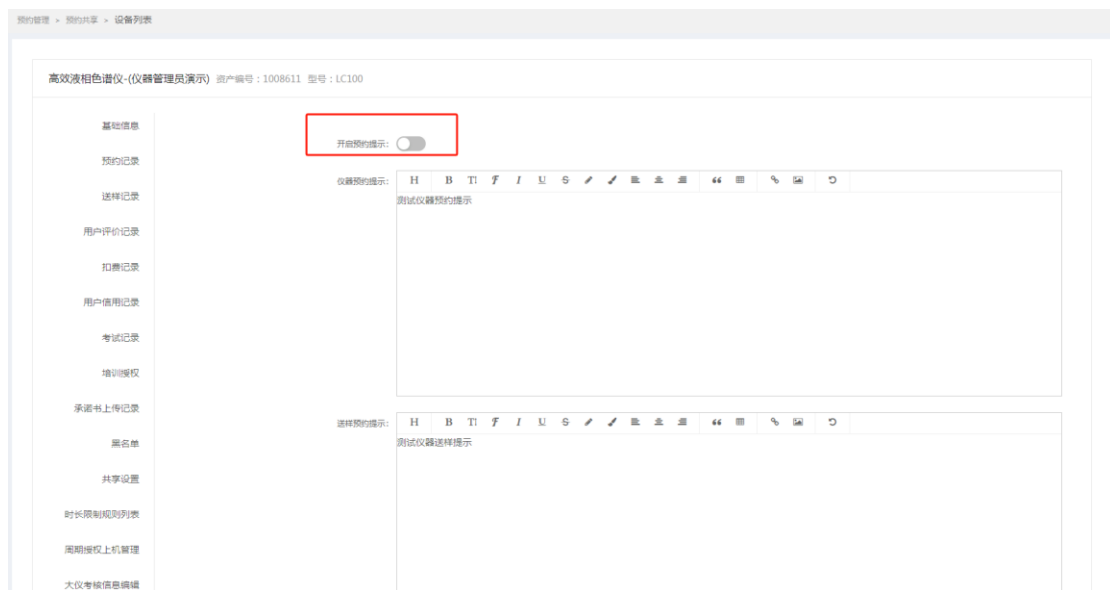 预约管理 > 预约共享 > 设备列表
高效液相色谱仪-(仪器管理员演示) 资产编号：1008611 型号：LC100
基础信息
开启预约提示：
预约记录
仪器预约提示：
H B T! F I U S
测试仪器预约提示
送样记录
用户评价记录
扣费记录
用户信用记录
考试记录
培训授权
承诺书上传记录
送样预约提示：
H B T! F I U S
测试仪器送样提示
黑名单
共享设置
时长限制规则列表
周期授权上机管理
大仪考核信息编辑